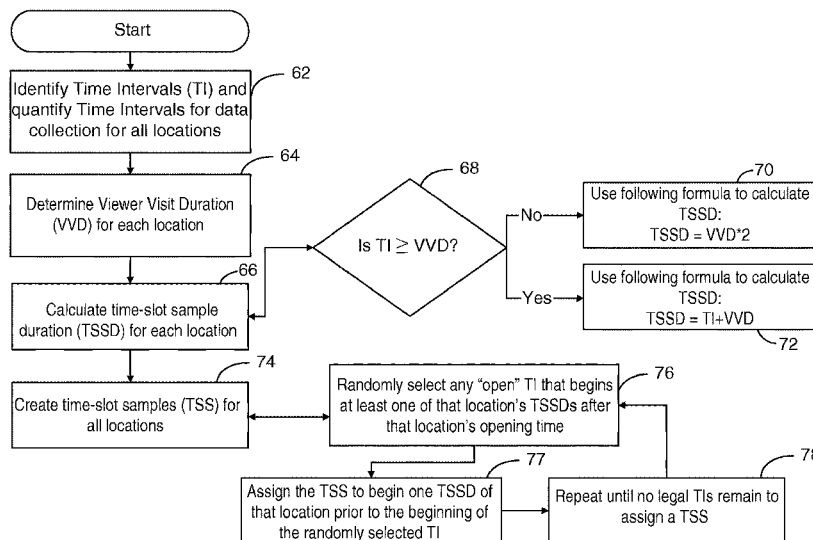 Start
62
Identify Time Intervals (TI) and
quantify Time Intervals for data
collection for all locations
64
Determine Viewer Visit Duration
(VVD) for each location
66
Calculate time-slot sample
duration (TSSD) for each location
68
Is TI ≥ VVD?
No
Yes
70
Use following formula to calculate
TSSD:
TSSD = VVD*2
Use following formula to calculate
TSSD:
TSSD = TI+VVD
72
74
Create time-slot samples (TSS) for
all locations
76
Randomly select any “open” TI that begins
at least one of that location's TSSDs after
that location's opening time
77
Assign the TSS to begin one TSSD of
that location prior to the beginning of
the randomly selected TI
78
Repeat until no legal TIs remain to
assign a TSS